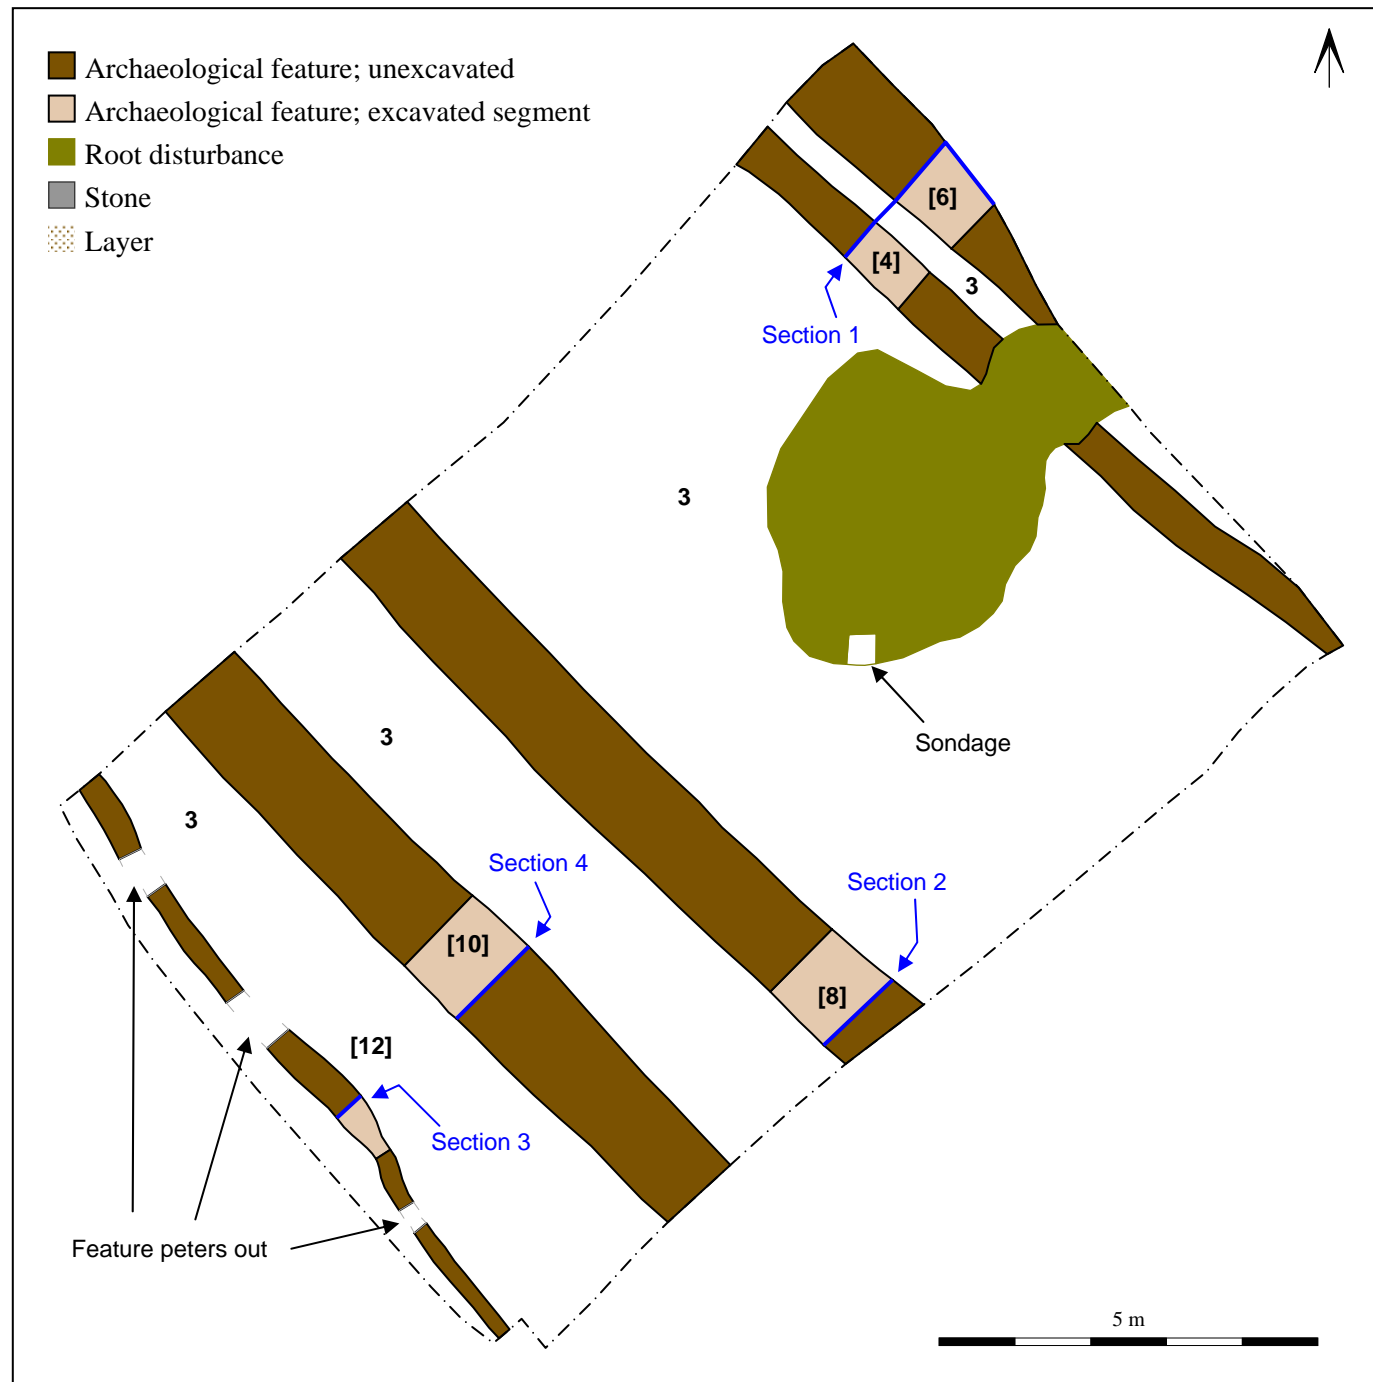 Archaeological feature; unexcavated
Archaeological feature; excavated segment
Root disturbance
Stone
Layer
[6]
[4]
3
Section 1
3
Sondage
3
3
Section 4
Section 2
[10]
[8]
[12]
Section 3
Feature peters out
5 m